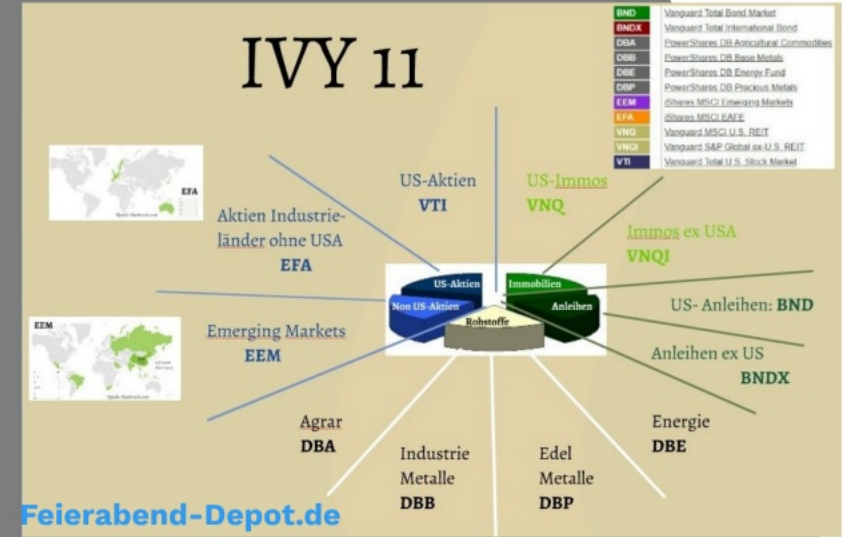 IVY 11
BND Vanguard Total Bond Market
BNDX Vanguard Total International Bond
DBA PowerShares DB Agricultural Commodities
DBB PowerShares DB Base Metals
DBE PowerShares DB Energy Fund
DBP PowerShares DB Precious Metals
EEM iShares MSCI Emerging Markets
EFA iShares MSCI EAFE
VNQ Vanguard MSCI U.S. REIT
VNQI Vanguard S&P Global ex-U.S. REIT
VTI Vanguard Total U.S. Stock Market
EFA
US-Aktien
VTI
US-Immos
VNQ
Aktien Industrie-
länder ohne USA
EFA
Immos ex USA
VNQI
US-Aktien
Immobilien
Non US-Aktien
Anleihen
Rohstoffe
US- Anleihen: BND
EEM
Emerging Markets
EEM
Anleihen ex US
BNDX
Agrar
DBA
Industrie
Metalle
DBB
Edel
Metalle
DBP
Energie
DBE
Feierabend-Depot.de